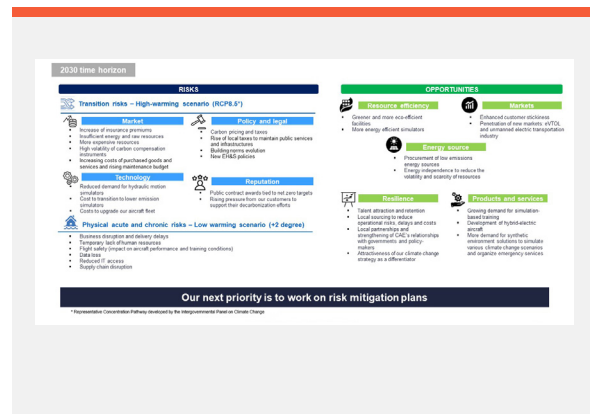 2030 time horizon
RISKS
Transition risks – High-warming scenario (RCP8.5*)
Market
• Increase of insurance premiums
• Insufficient energy and raw resources
• More expensive resources
• High volatility of carbon compensation
instruments
• Increasing costs of purchased goods and
services and rising maintenance budget
Policy and legal
• Carbon pricing and taxes
• Rise of local taxes to maintain public services
and infrastructures
• Building norms evolution
• New EH&S policies
Technology
• Reduced demand for hydraulic motion
simulators
• Cost to transition to lower emission
simulators
• Costs to upgrade our aircraft fleet
Reputation
• Public contract awards tied to net zero targets
• Rising pressure from our customers to
support their decarbonization efforts
Physical acute and chronic risks – Low warming scenario (+2 degree)
• Business disruption and delivery delays
• Temporary lack of human resources
• Flight safety (impact on aircraft performance and training conditions)
• Data loss
• Reduced IT access
• Supply chain disruption
OPPORTUNITIES
Resource efficiency
• Greener and more eco-efficient
facilities
• More energy efficient simulators
Markets
• Enhanced customer stickiness
• Penetration of new markets: eVTOL
and unmanned electric transportation
industry
Energy source
• Procurement of low emissions
energy sources
• Energy independence to reduce the
volatility and scarcity of resources
Resilience
• Talent attraction and retention
• Local sourcing to reduce
operational risks, delays and costs
• Local partnerships and
strengthening of CAE's relationships
with governments and policy-
makers
• Attractiveness of our climate change
strategy as a differentiator
Products and services
• Growing demand for simulation-
based training
• Development of hybrid-electric
aircraft
• More demand for synthetic
environment solutions to simulate
various climate change scenarios
and organize emergency services
Our next priority is to work on risk mitigation plans
* Representative Concentration Pathway developed by the Intergovernmental Panel on Climate Change